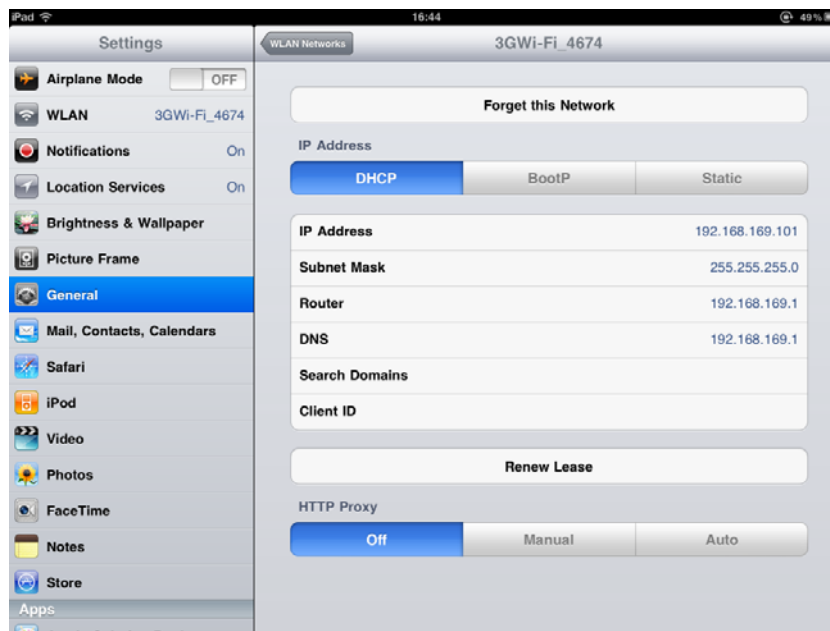 iPad 16:44 49%
Settings
Airplane Mode OFF
WLAN 3GWi-Fi_4674
Notifications On
Location Services On
Brightness & Wallpaper
Picture Frame
General
Mail, Contacts, Calendars
Safari
iPod
Video
Photos
FaceTime
Notes
Store
Apps
WLAN Networks 3GWi-Fi_4674
Forget this Network
IP Address
DHCP BootP Static
IP Address 192.168.169.101
Subnet Mask 255.255.255.0
Router 192.168.169.1
DNS 192.168.169.1
Search Domains
Client ID
Renew Lease
HTTP Proxy
Off Manual Auto